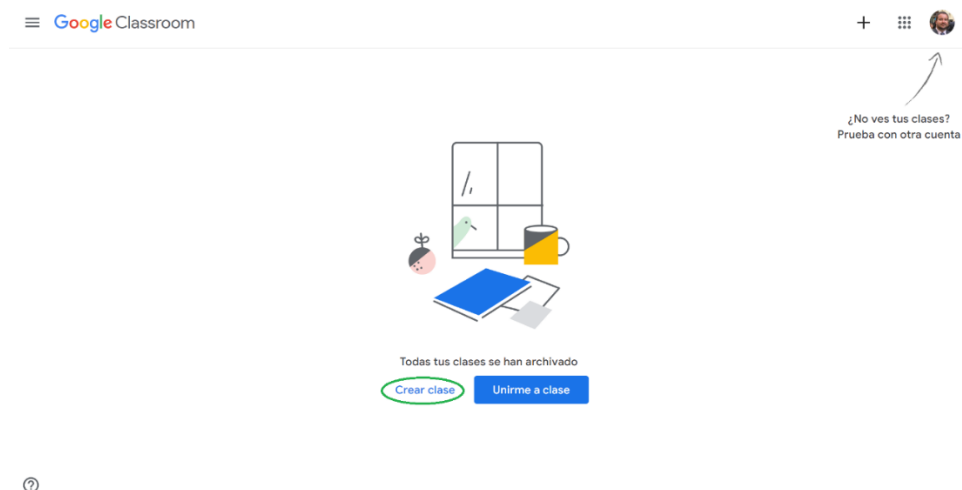 Google Classroom
¿No ves tus clases?
Prueba con otra cuenta
Todas tus clases se han archivado
Crear clase
Unirme a clase